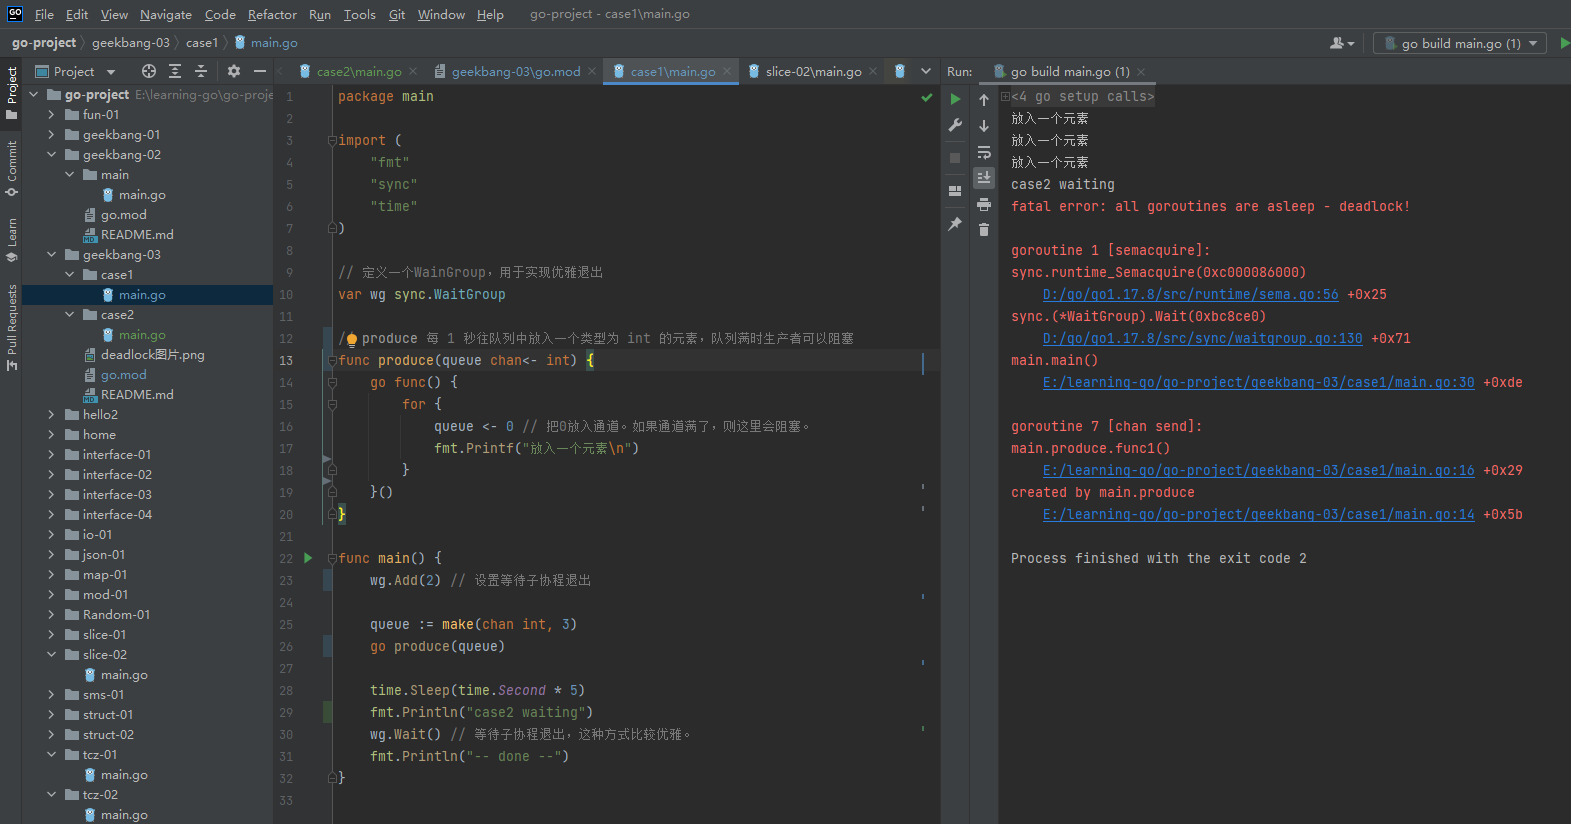 GO File Edit View Navigate Code Refactor Run Tools Git Window Help go-project - case1\main.go
go-project geekbang-03 case1 main.go go build main.go (1)
Project
Commit
Learn
Pull Requests
Project
go-project E:\learning-go\go-proje
fun-01
geekbang-01
geekbang-02
main
main.go
go.mod
README.md
geekbang-03
case1
main.go
case2
main.go
deadlock图片.png
go.mod
README.md
hello2
home
interface-01
interface-02
interface-03
interface-04
io-01
json-01
map-01
mod-01
Random-01
slice-01
slice-02
main.go
sms-01
struct-01
struct-02
tcz-01
main.go
tcz-02
main.go
case2\main.go geekbang-03\go.mod case1\main.go slice-02\main.go
1 package main
2
3 import (
4 "fmt"
5 "sync"
6 "time"
7 )
8
9 // 定义一个WainGroup，用于实现优雅退出
10 var wg sync.WaitGroup
11
12 / produce 每 1 秒往队列中放入一个类型为 int 的元素，队列满时生产者可以阻塞
13 func produce(queue chan<- int) {
14 go func() {
15 for {
16 queue <- 0 // 把0放入通道。如果通道满了，则这里会阻塞。
17 fmt.Printf("放入一个元素\n")
18 }
19 }()
20 }
21
22 func main() {
23 wg.Add(2) // 设置等待子协程退出
24
25 queue := make(chan int, 3)
26 go produce(queue)
27
28 time.Sleep(time.Second * 5)
29 fmt.Println("case2 waiting")
30 wg.Wait() // 等待子协程退出，这种方式比较优雅。
31 fmt.Println("-- done --")
32 }
33
Run: go build main.go (1)
<4 go setup calls>
放入一个元素
放入一个元素
放入一个元素
case2 waiting
fatal error: all goroutines are asleep - deadlock!
goroutine 1 [semacquire]:
sync.runtime_Semacquire(0xc000086000)
D:/go/go1.17.8/src/runtime/sema.go:56 +0x25
sync.(*WaitGroup).Wait(0xbc8ce0)
D:/go/go1.17.8/src/sync/waitgroup.go:130 +0x71
main.main()
E:/learning-go/go-project/geekbang-03/case1/main.go:30 +0xde
goroutine 7 [chan send]:
main.produce.func1()
E:/learning-go/go-project/geekbang-03/case1/main.go:16 +0x29
created by main.produce
E:/learning-go/go-project/geekbang-03/case1/main.go:14 +0x5b
Process finished with the exit code 2